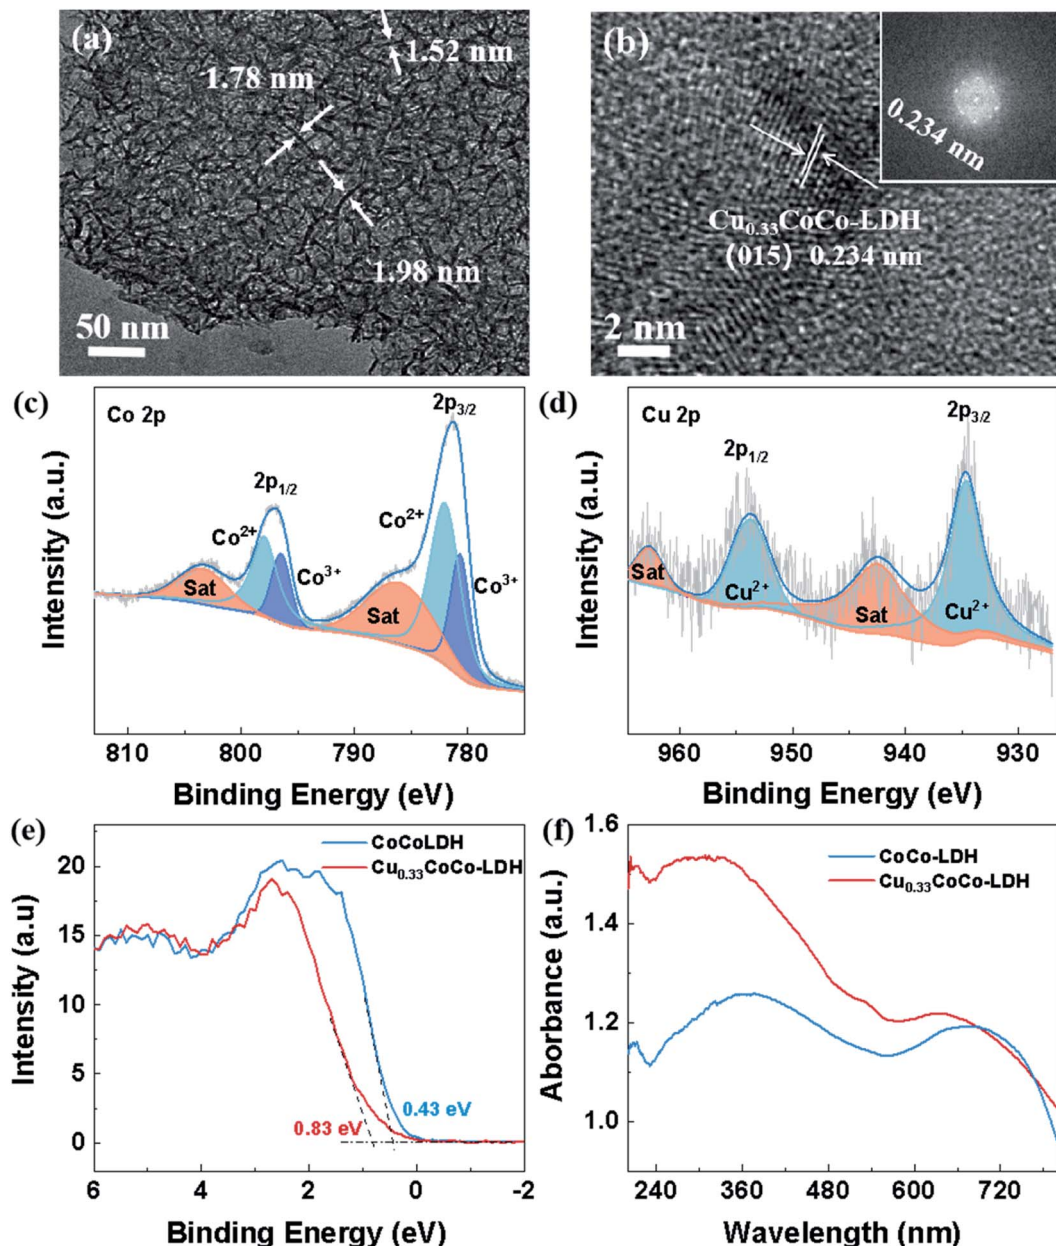 (a)
1.52 nm
1.78 nm
1.98 nm
50 nm
(b)
0.234 nm
Cu0.33CoCo-LDH
(015) 0.234 nm
2 nm
(c)
Co 2p
2p3/2
2p1/2
Co2+
Co2+
Co3+
Co3+
Sat
Sat
Intensity (a.u.)
810 800 790 780
Binding Energy (eV)
(d)
Cu 2p
2p3/2
2p1/2
Sat
Cu2+
Sat
Cu2+
Intensity (a.u.)
960 950 940 930
Binding Energy (eV)
(e)
CoCoLDH
Cu0.33CoCo-LDH
20
15
10
5
0
0.43 eV
0.83 eV
Intensity (a.u)
6 4 2 0 -2
Binding Energy (eV)
(f)
CoCo-LDH
Cu0.33CoCo-LDH
1.6
1.4
1.2
1.0
Aborbance (a.u.)
240 360 480 600 720
Wavelength (nm)